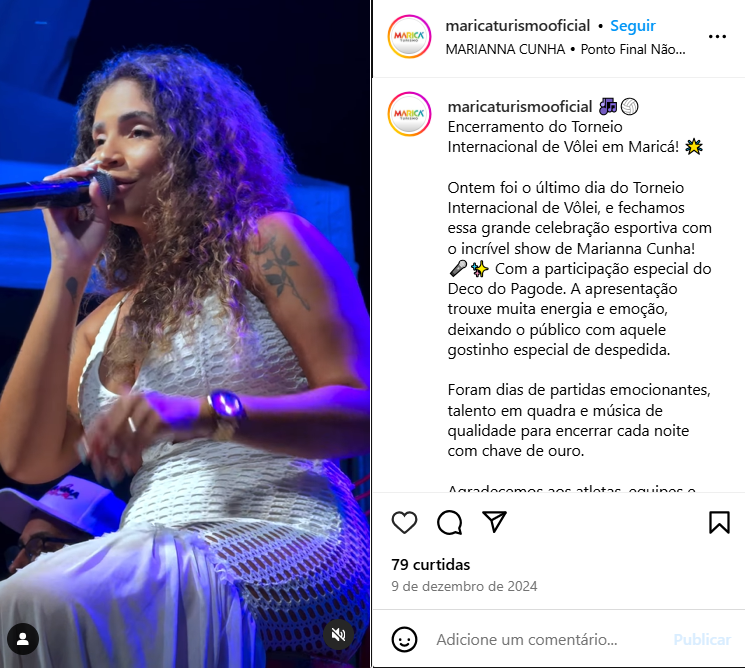 maricaturismooficial • Seguir
MARIANNA CUNHA • Ponto Final Não...
MARICÁ
TURISMO
MARICÁ
TURISMO
maricaturismooficial 🎶🏐
Encerramento do Torneio
Internacional de Vôlei em Maricá! 🌟
Ontem foi o último dia do Torneio
Internacional de Vôlei, e fechamos
essa grande celebração esportiva com
o incrível show de Marianna Cunha!
🎤✨ Com a participação especial do
Deco do Pagode. A apresentação
trouxe muita energia e emoção,
deixando o público com aquele
gostinho especial de despedida.
Foram dias de partidas emocionantes,
talento em quadra e música de
qualidade para encerrar cada noite
com chave de ouro.
Agradecemos aos atletas, equipes e
79 curtidas
9 de dezembro de 2024
Adicione um comentário...
Publicar